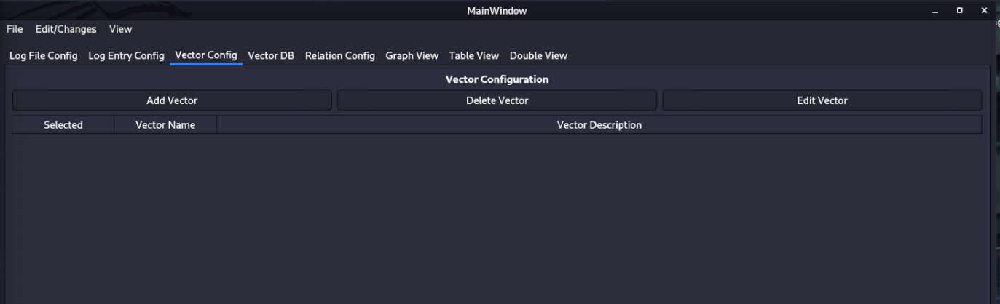 MainWindow
File Edit/Changes View
Log File Config Log Entry Config Vector Config Vector DB Relation Config Graph View Table View Double View
Vector Configuration
Add Vector Delete Vector Edit Vector
Selected Vector Name Vector Description